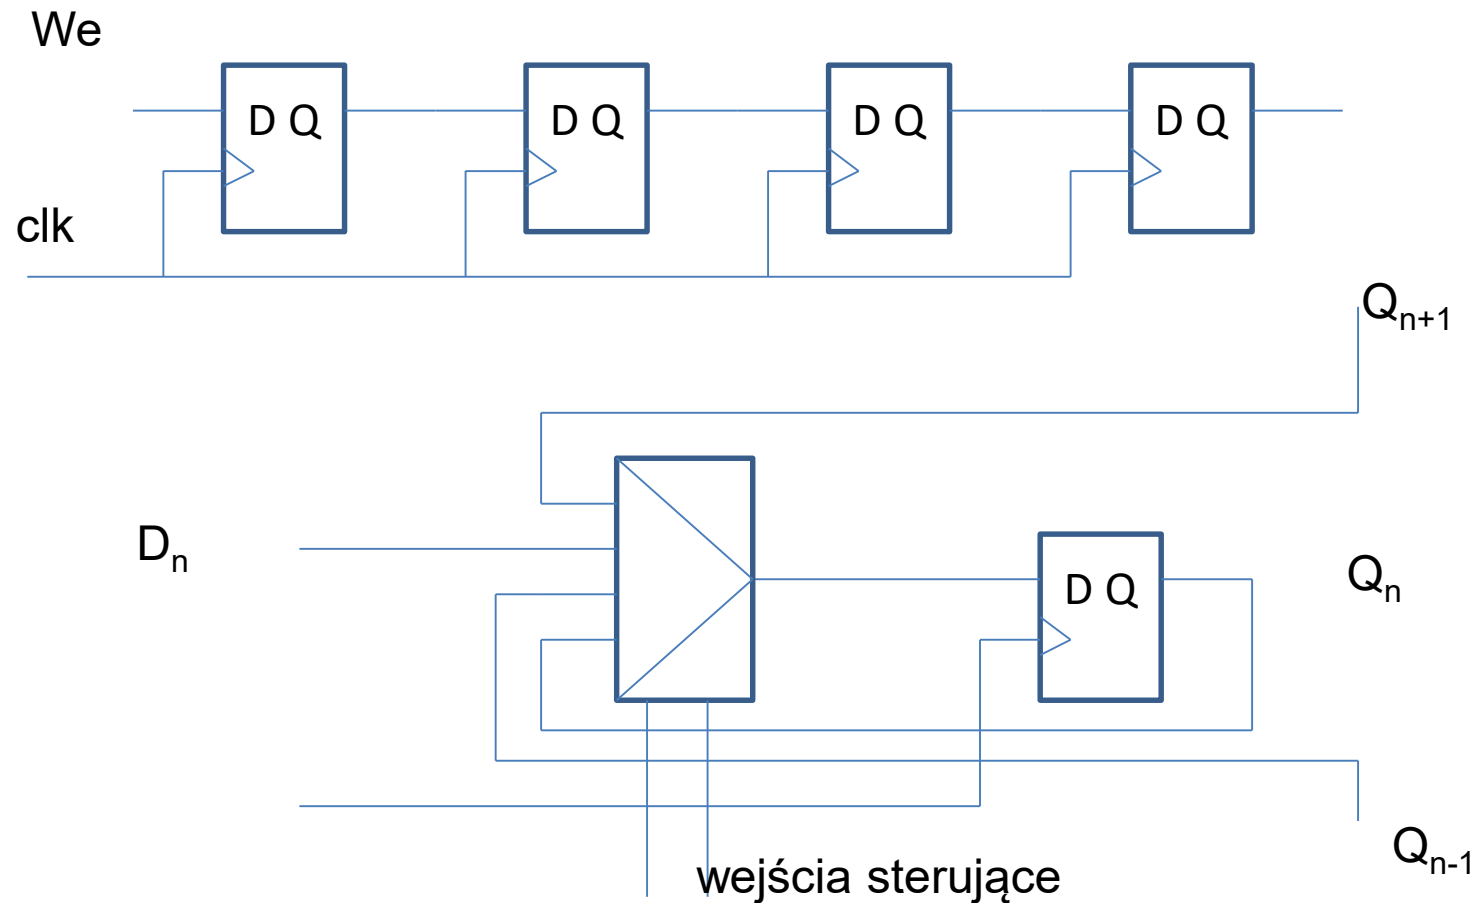 We
D Q D Q D Q D Q
clk
Qn+1
Dn
D Q
Qn
Qn-1
wejścia sterujące